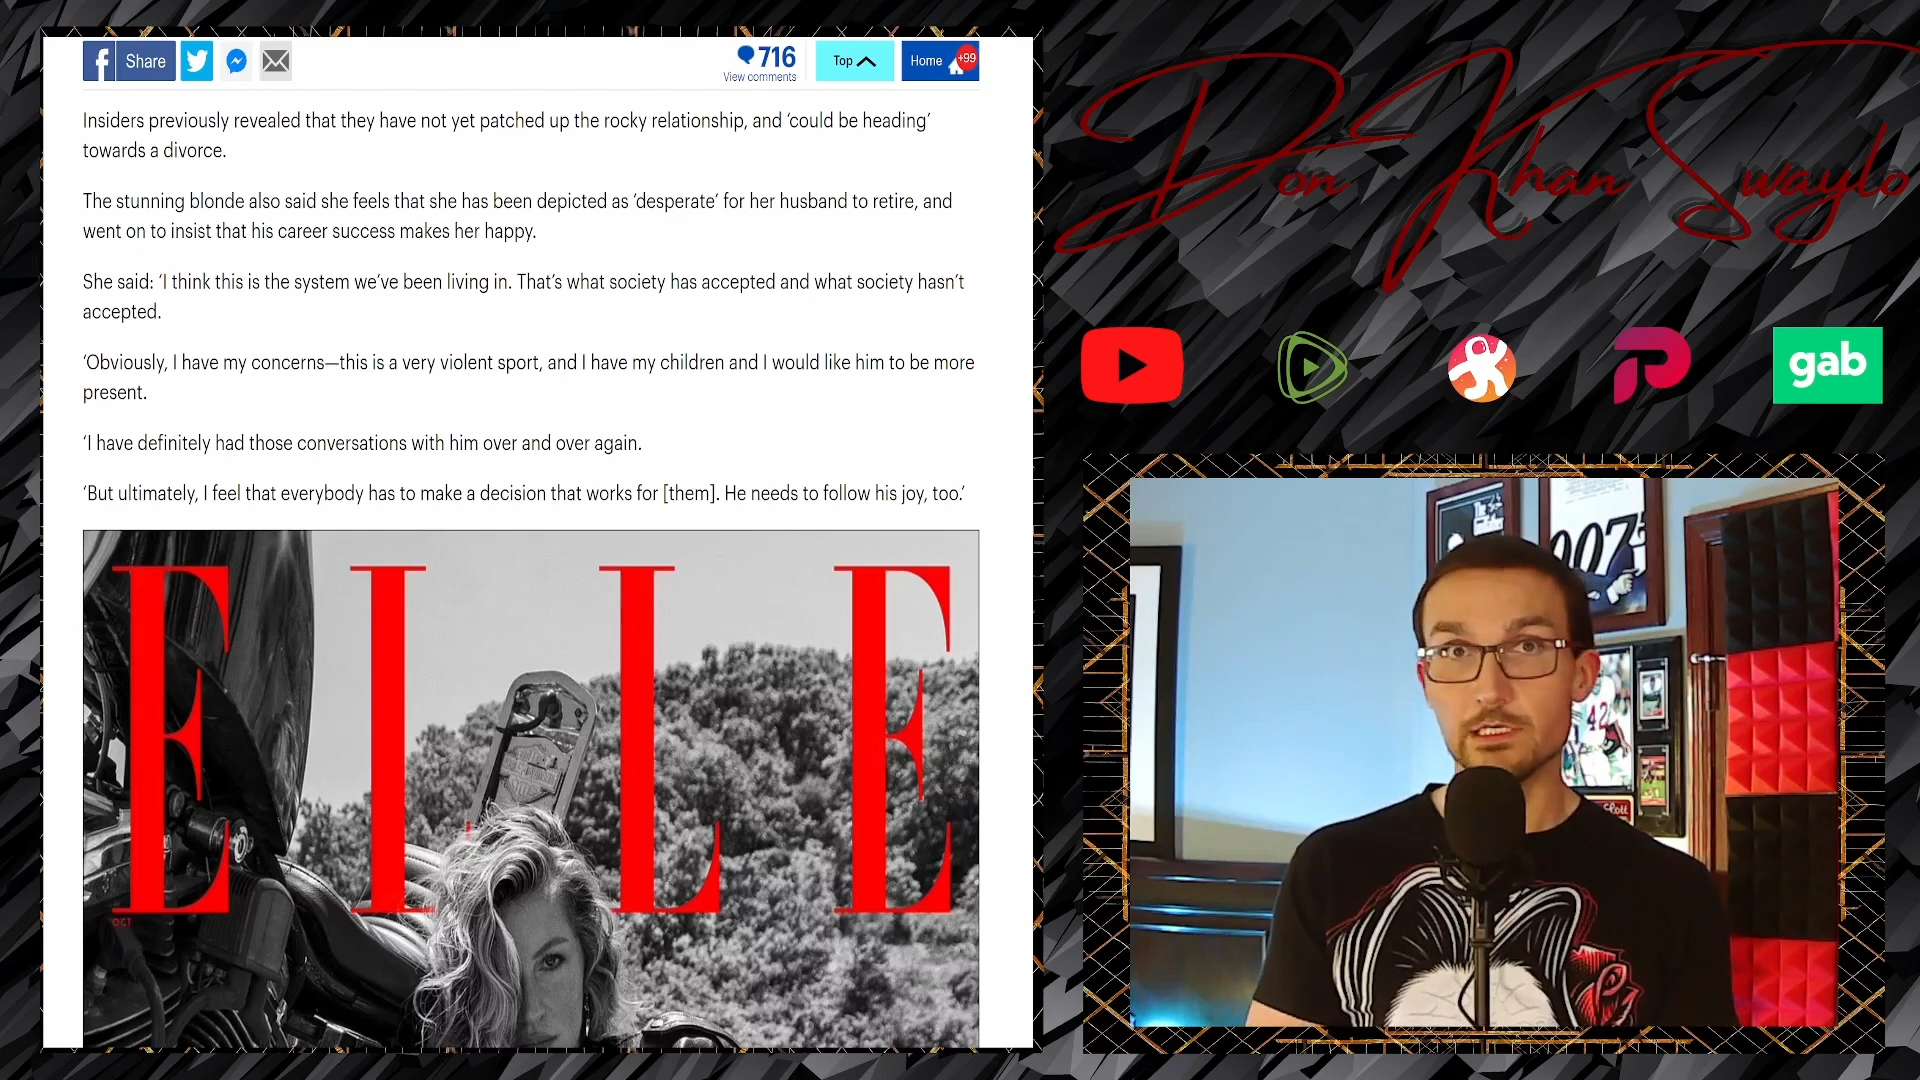 Share
716
View comments
Top
Home
+99
Insiders previously revealed that they have not yet patched up the rocky relationship, and ‘could be heading’
towards a divorce.
The stunning blonde also said she feels that she has been depicted as ‘desperate’ for her husband to retire, and
went on to insist that his career success makes her happy.
She said: ‘I think this is the system we’ve been living in. That’s what society has accepted and what society hasn’t
accepted.
‘Obviously, I have my concerns—this is a very violent sport, and I have my children and I would like him to be more
present.
‘I have definitely had those conversations with him over and over again.
‘But ultimately, I feel that everybody has to make a decision that works for [them]. He needs to follow his joy, too.’
ELLE
OCT
Don Khan Swaylo
gab
007
42